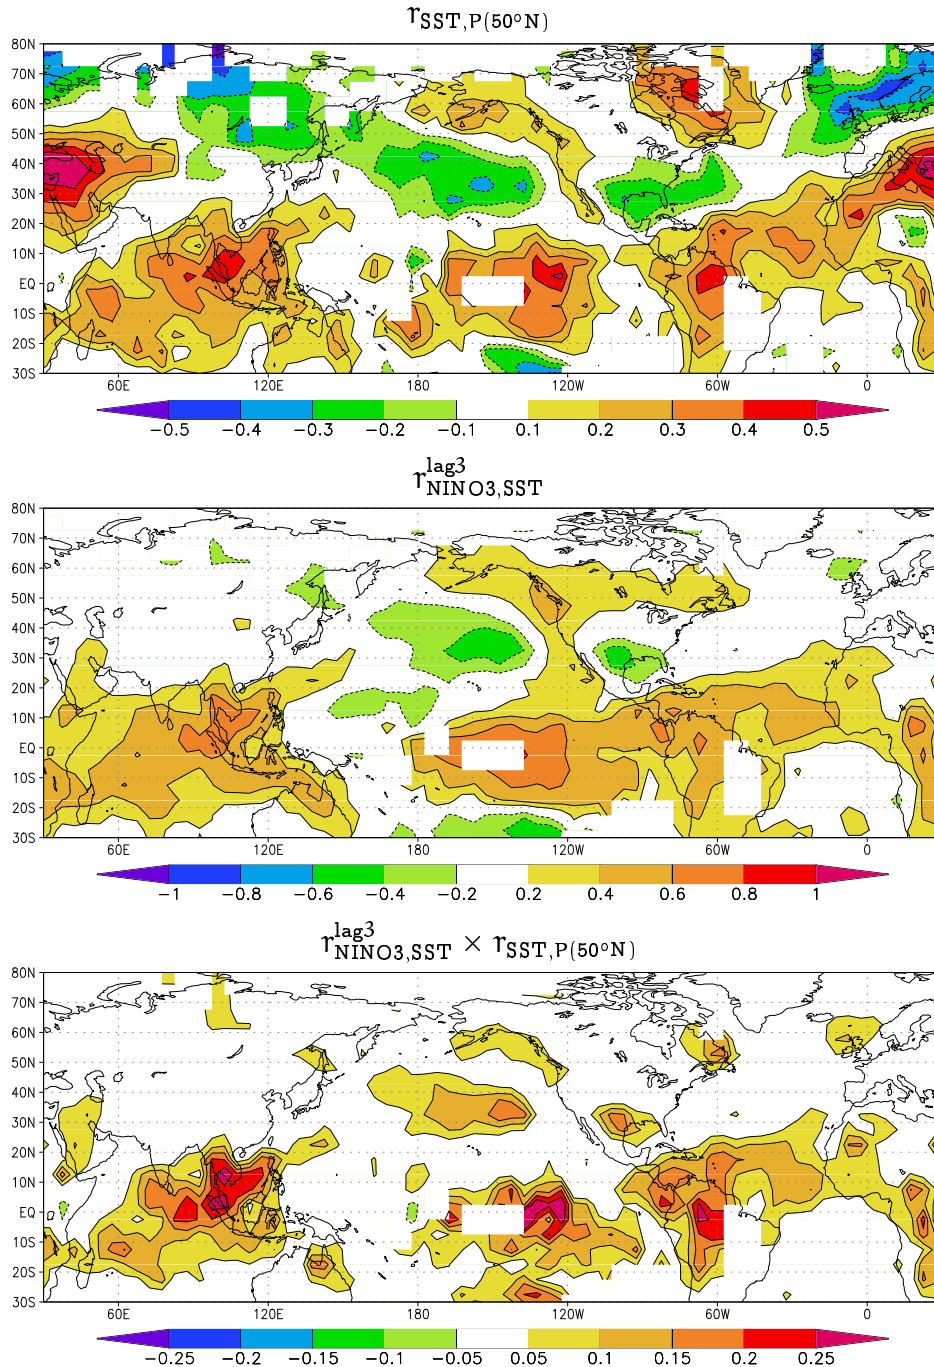 r_SST,P(50°N)
80N
70N
60N
50N
40N
30N
20N
10N
EQ
10S
20S
30S
60E 120E 180 120W 60W 0
−0.5 −0.4 −0.3 −0.2 −0.1 0.1 0.2 0.3 0.4 0.5
r^lag3_NINO3,SST
80N
70N
60N
50N
40N
30N
20N
10N
EQ
10S
20S
30S
60E 120E 180 120W 60W 0
−1 −0.8 −0.6 −0.4 −0.2 0.2 0.4 0.6 0.8 1
r^lag3_NINO3,SST × r_SST,P(50°N)
80N
70N
60N
50N
40N
30N
20N
10N
EQ
10S
20S
30S
60E 120E 180 120W 60W 0
−0.25 −0.2 −0.15 −0.1 −0.05 0.05 0.1 0.15 0.2 0.25